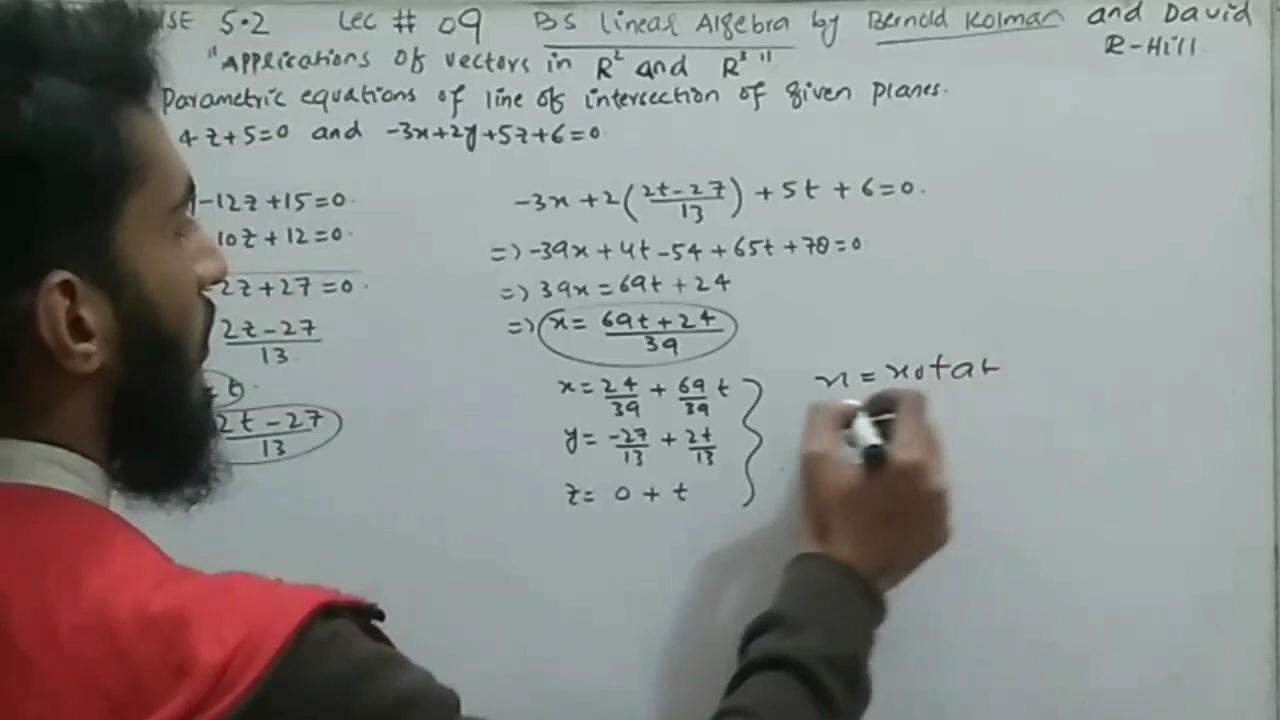 ISE 5.2 Lec # 09 BS Linear Algebra by Bernold Kolman and David R-Hill
"Applications of vectors in R² and R³"
Parametric equations of line of intersection of given planes.
4z+5=0 and -3x+2y+5z+6=0
-12z+15=0
10z+12=0
2z+27=0
2z-27/13
= t
2t-27/13
-3x+2(2t-27/13)+5t+6=0.
=> -39x+4t-54+65t+78=0
=> 39x=69t+24
=> x= 69t+24/39
x= 24/39 + 69/39 t
y= -27/13 + 2t/13
z= 0 + t
x = x0+at